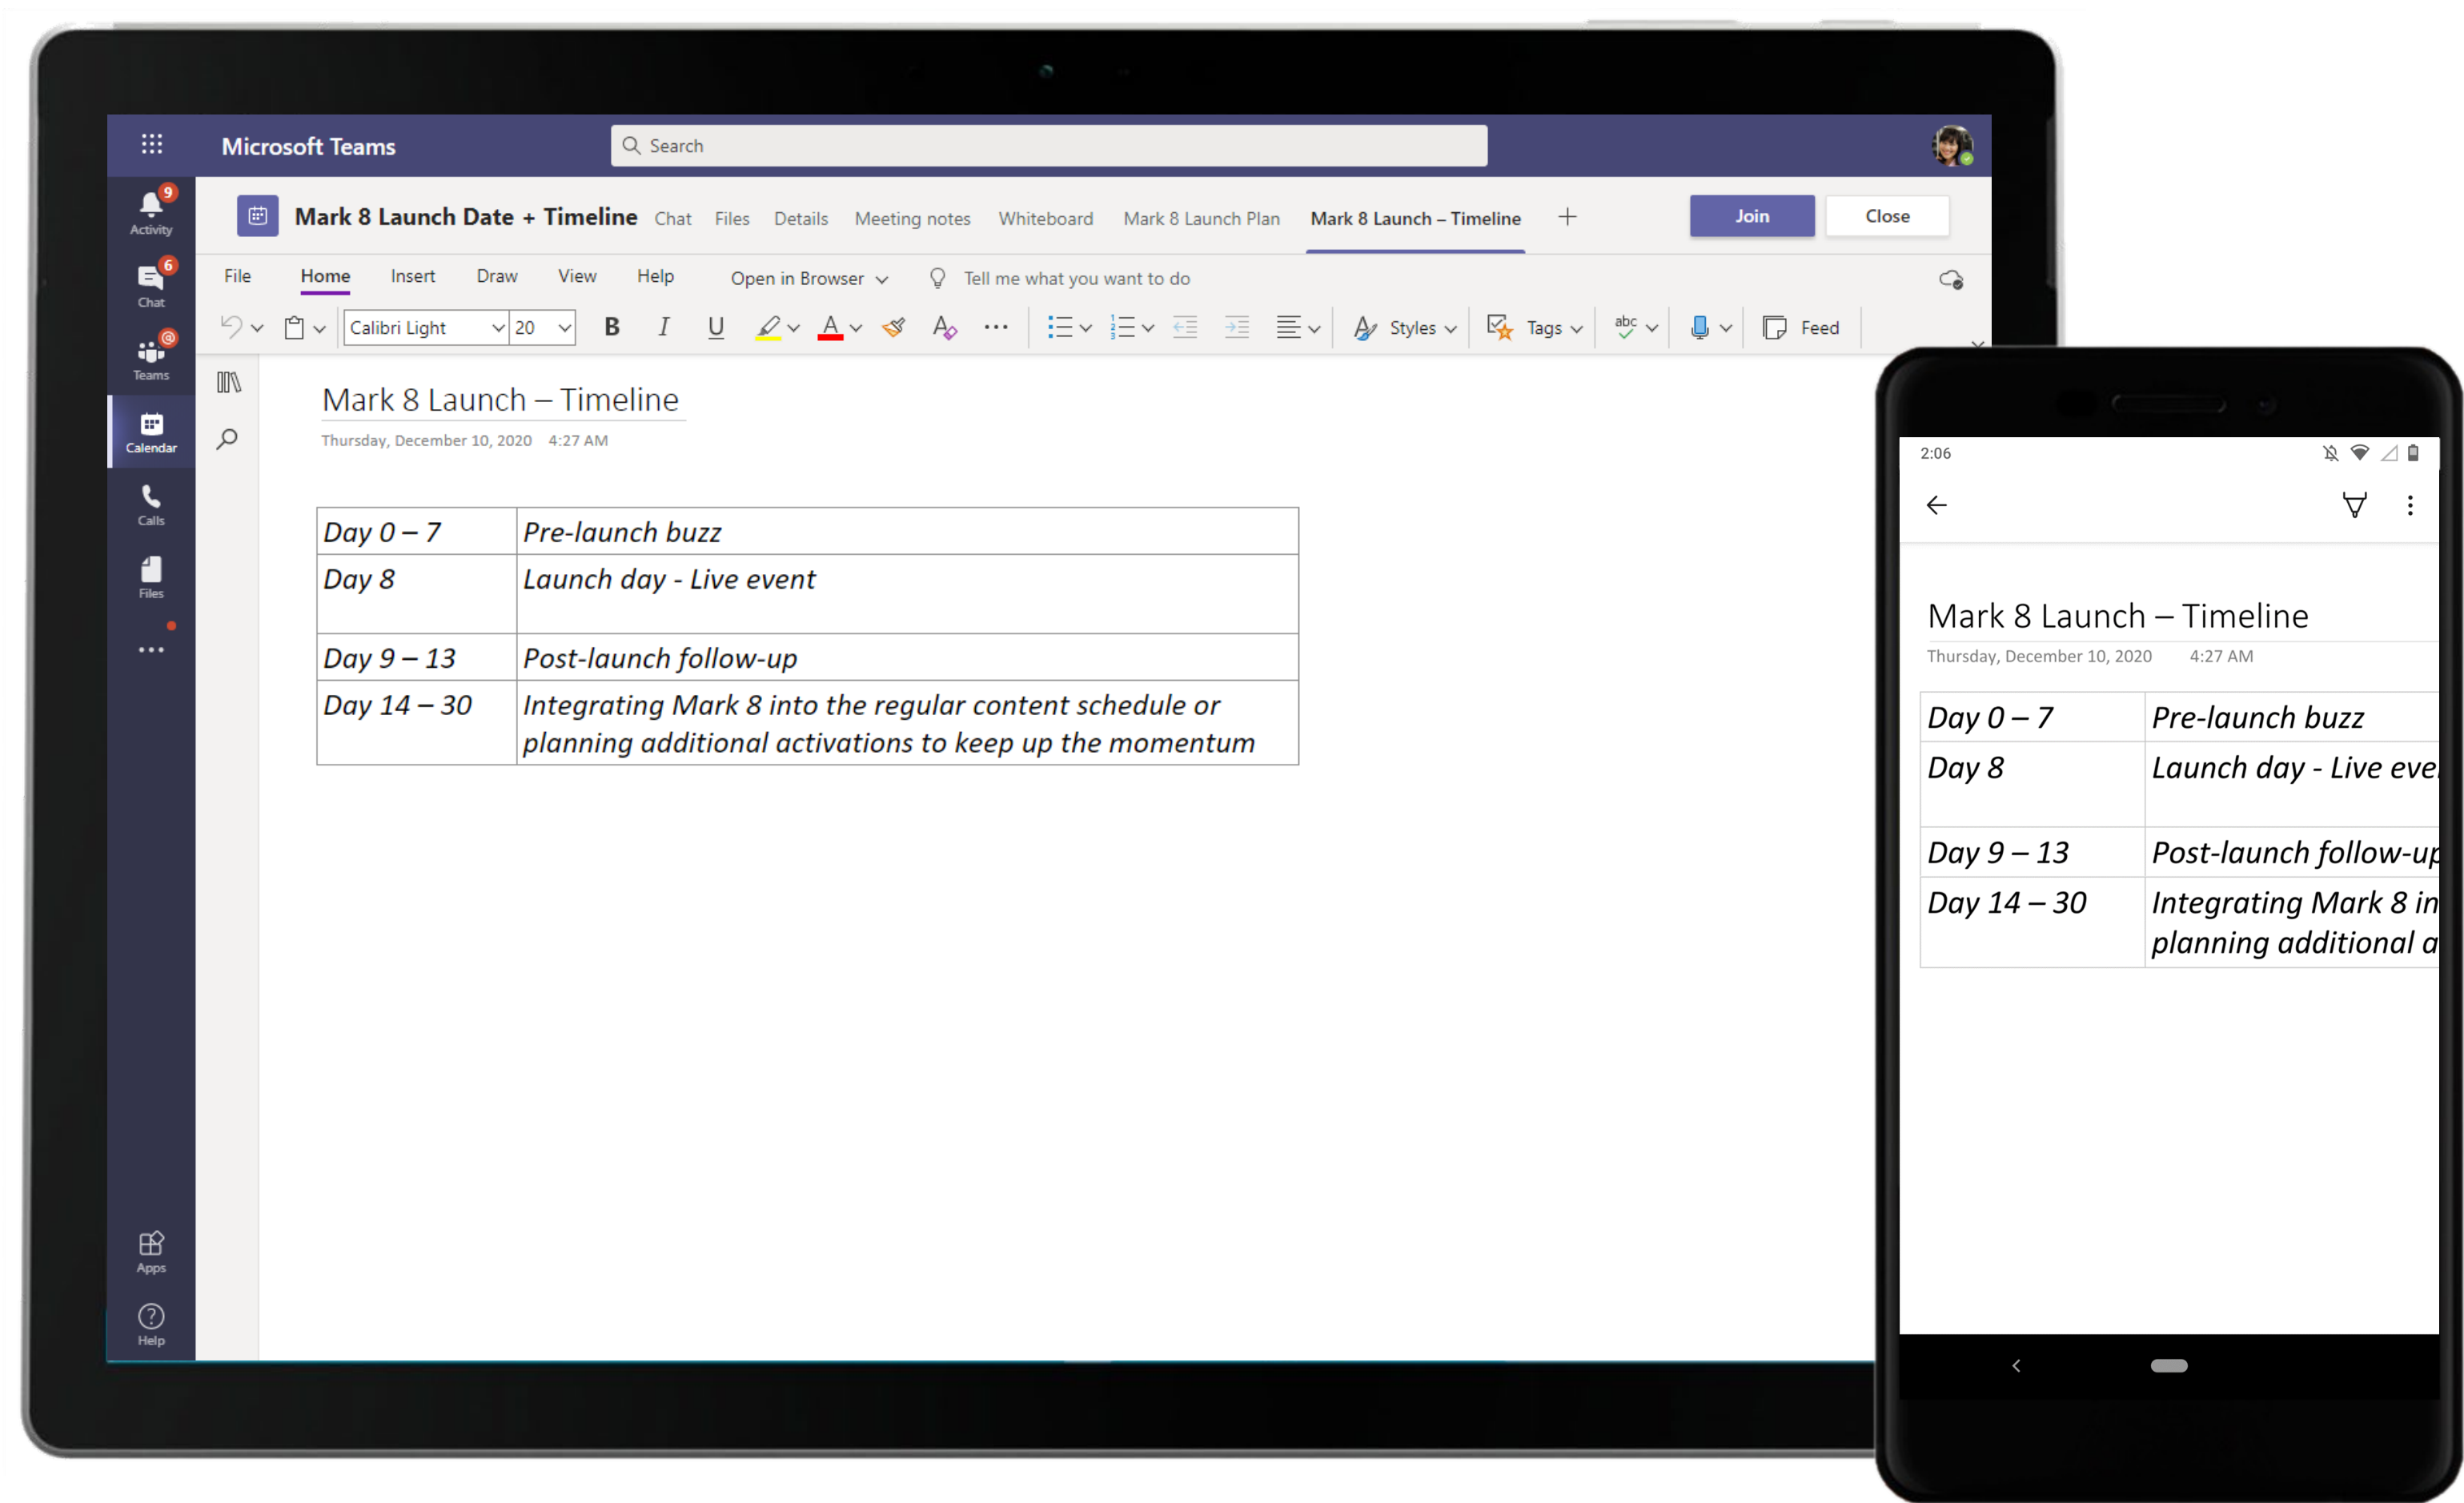 Microsoft Teams
Search
9
Activity
6
Chat
@
Teams
Calendar
Calls
Files
Apps
Help
Mark 8 Launch Date + Timeline Chat Files Details Meeting notes Whiteboard Mark 8 Launch Plan Mark 8 Launch – Timeline Join Close
File Home Insert Draw View Help Open in Browser Tell me what you want to do
Calibri Light 20 B I U A A Styles Tags abc Feed
Mark 8 Launch – Timeline
Thursday, December 10, 2020 4:27 AM
Day 0 – 7 Pre-launch buzz
Day 8 Launch day - Live event
Day 9 – 13 Post-launch follow-up
Day 14 – 30 Integrating Mark 8 into the regular content schedule or
planning additional activations to keep up the momentum
2:06
Mark 8 Launch – Timeline
Thursday, December 10, 2020 4:27 AM
Day 0 – 7 Pre-launch buzz
Day 8 Launch day - Live eve
Day 9 – 13 Post-launch follow-up
Day 14 – 30 Integrating Mark 8 in
planning additional a